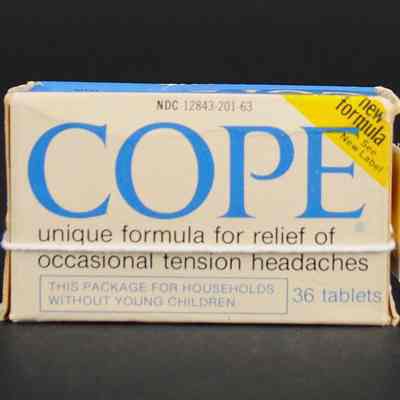 NDC 12843-201-63
new
formula
See
New Label
COPE®
unique formula for relief of
occasional tension headaches
THIS PACKAGE FOR HOUSEHOLDS
WITHOUT YOUNG CHILDREN.
36 tablets